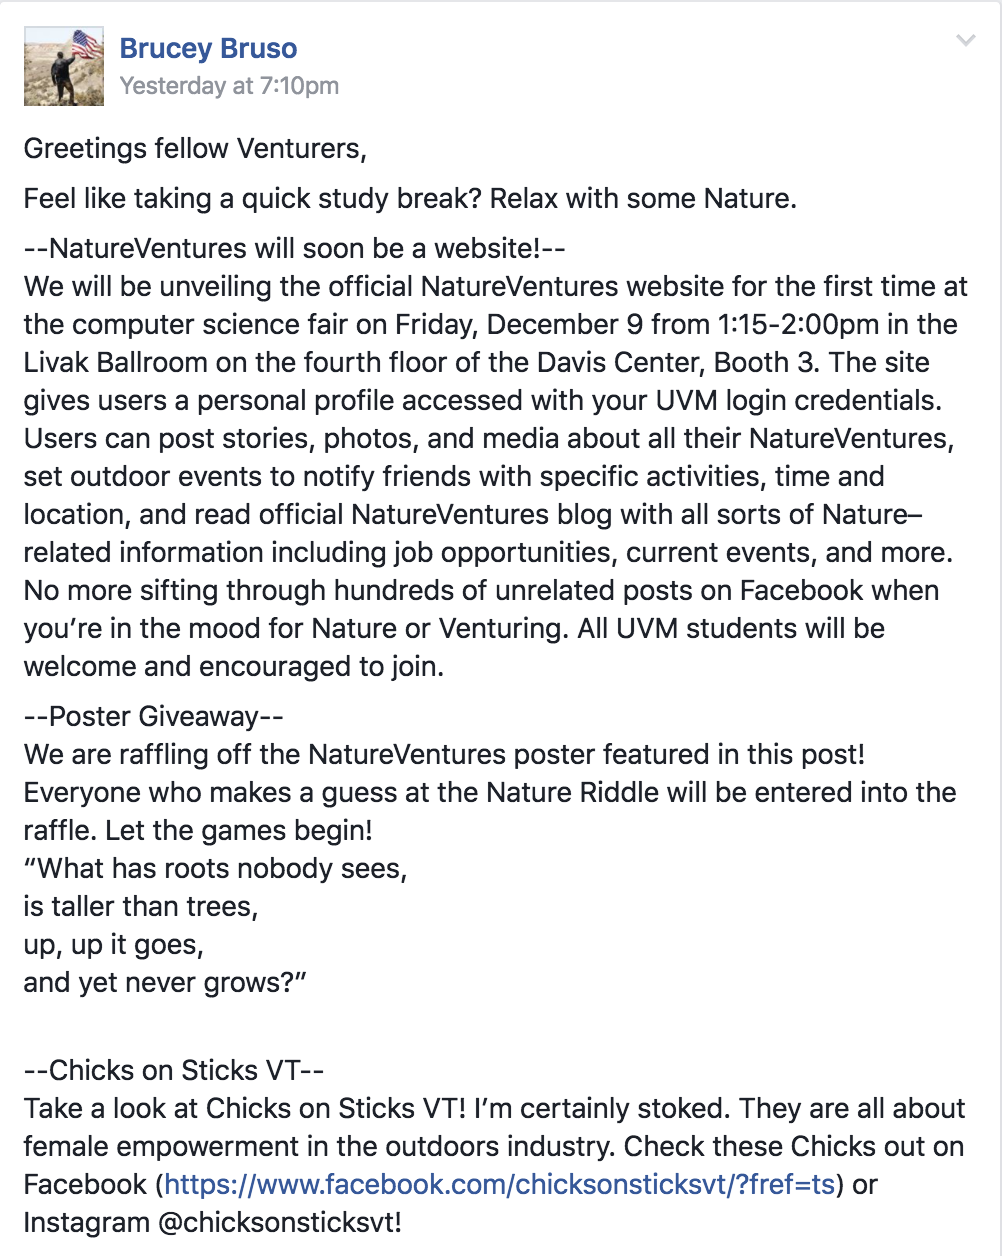 Brucey Bruso
Yesterday at 7:10pm
Greetings fellow Venturers,
Feel like taking a quick study break? Relax with some Nature.
--NatureVentures will soon be a website!--
We will be unveiling the official NatureVentures website for the first time at
the computer science fair on Friday, December 9 from 1:15-2:00pm in the
Livak Ballroom on the fourth floor of the Davis Center, Booth 3. The site
gives users a personal profile accessed with your UVM login credentials.
Users can post stories, photos, and media about all their NatureVentures,
set outdoor events to notify friends with specific activities, time and
location, and read official NatureVentures blog with all sorts of Nature–
related information including job opportunities, current events, and more.
No more sifting through hundreds of unrelated posts on Facebook when
you’re in the mood for Nature or Venturing. All UVM students will be
welcome and encouraged to join.
--Poster Giveaway--
We are raffling off the NatureVentures poster featured in this post!
Everyone who makes a guess at the Nature Riddle will be entered into the
raffle. Let the games begin!
“What has roots nobody sees,
is taller than trees,
up, up it goes,
and yet never grows?”
--Chicks on Sticks VT--
Take a look at Chicks on Sticks VT! I’m certainly stoked. They are all about
female empowerment in the outdoors industry. Check these Chicks out on
Facebook (https://www.facebook.com/chicksonsticksvt/?fref=ts) or
Instagram @chicksonsticksvt!